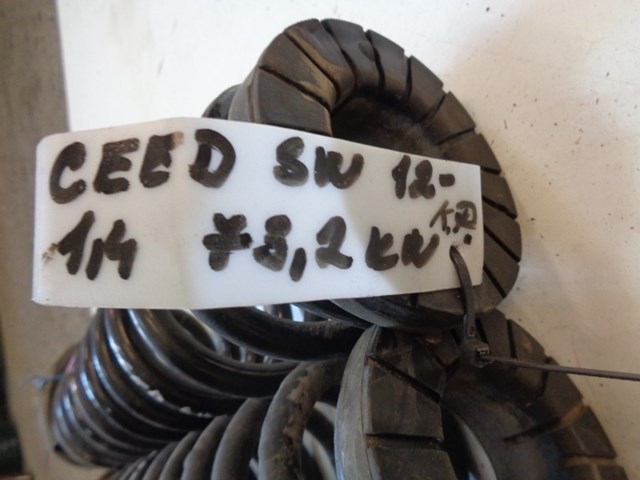 CEED SW 12-
1,4 73,2 kW